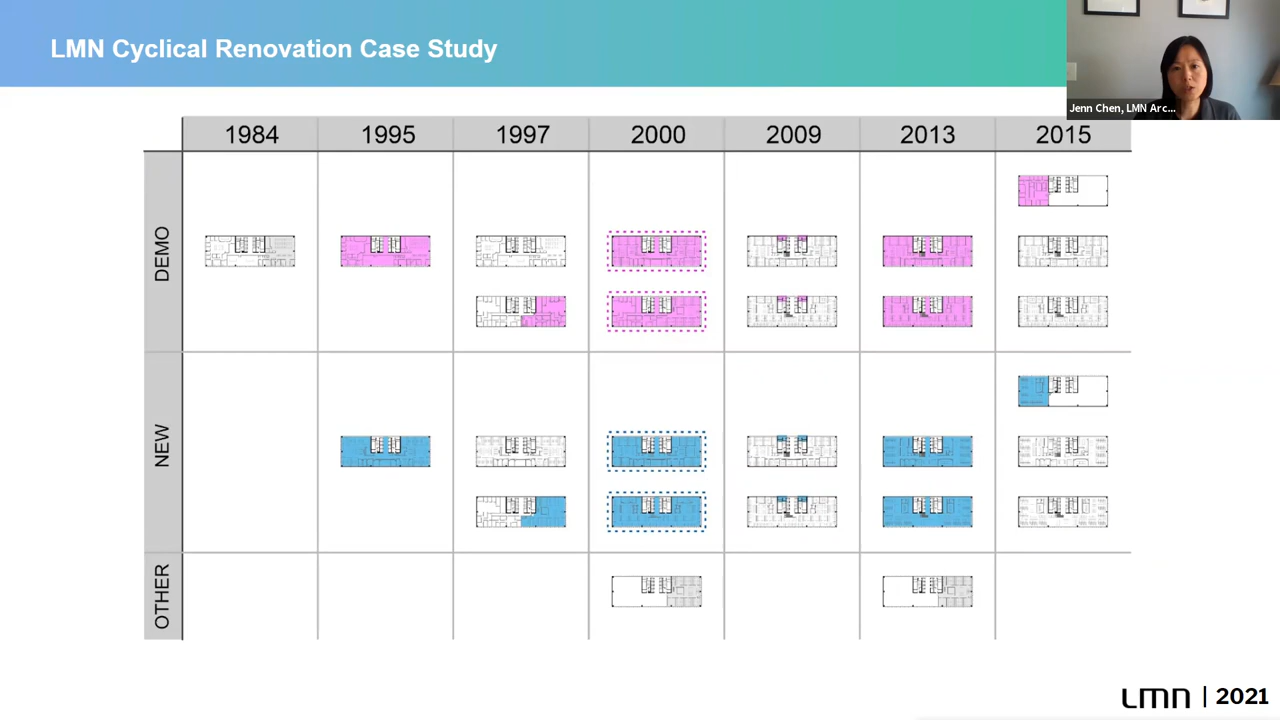 LMN Cyclical Renovation Case Study
Jenn Chen, LMN Arc...
1984 1995 1997 2000 2009 2013 2015
DEMO
NEW
OTHER
LMN | 2021